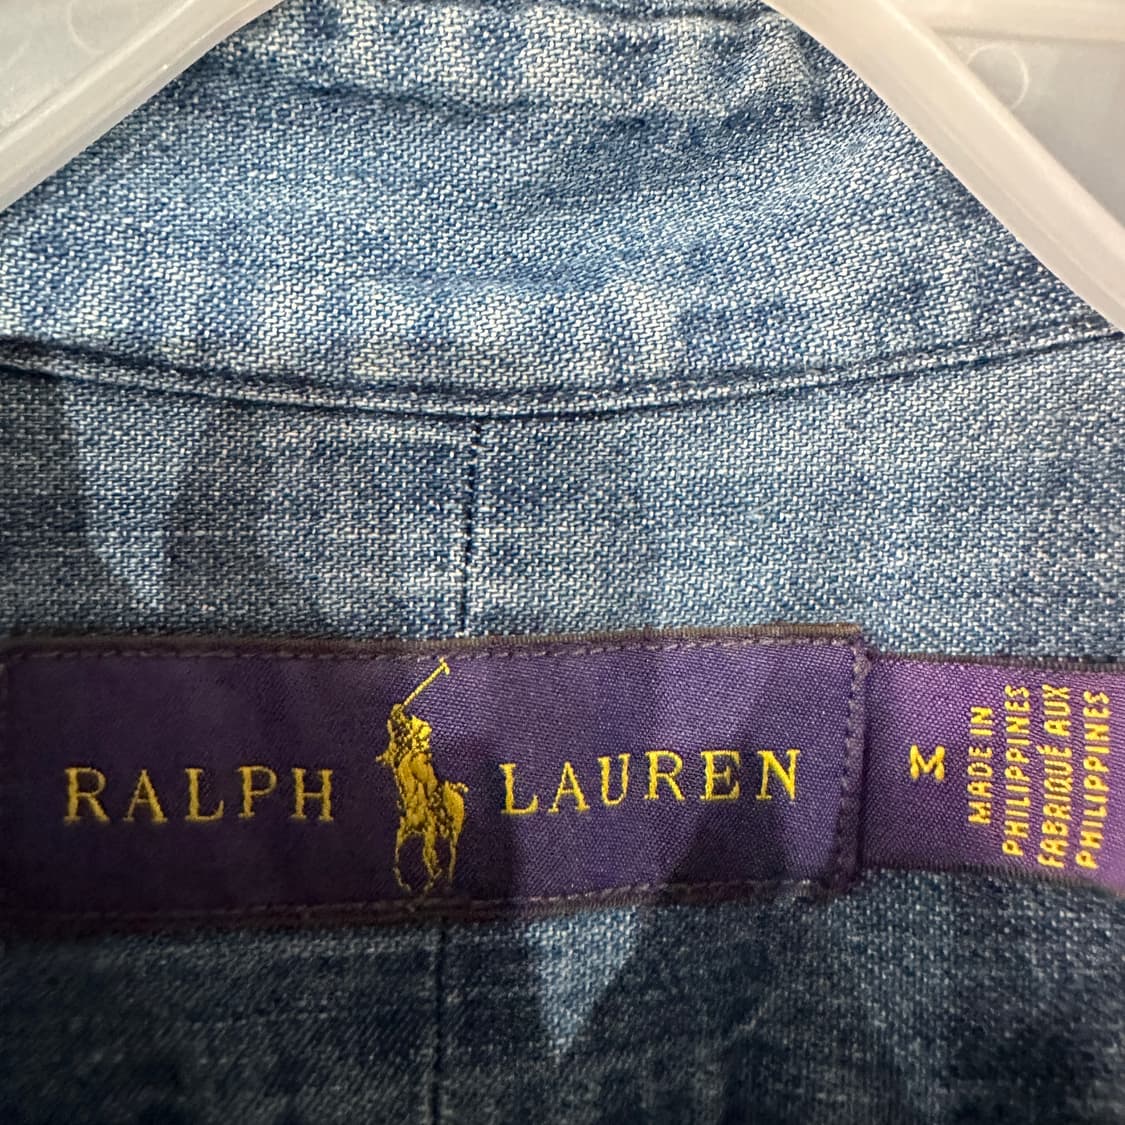 RALPH LAUREN
M
MADE IN
PHILIPPINES
FABRIQUÉ AUX
PHILIPPINES